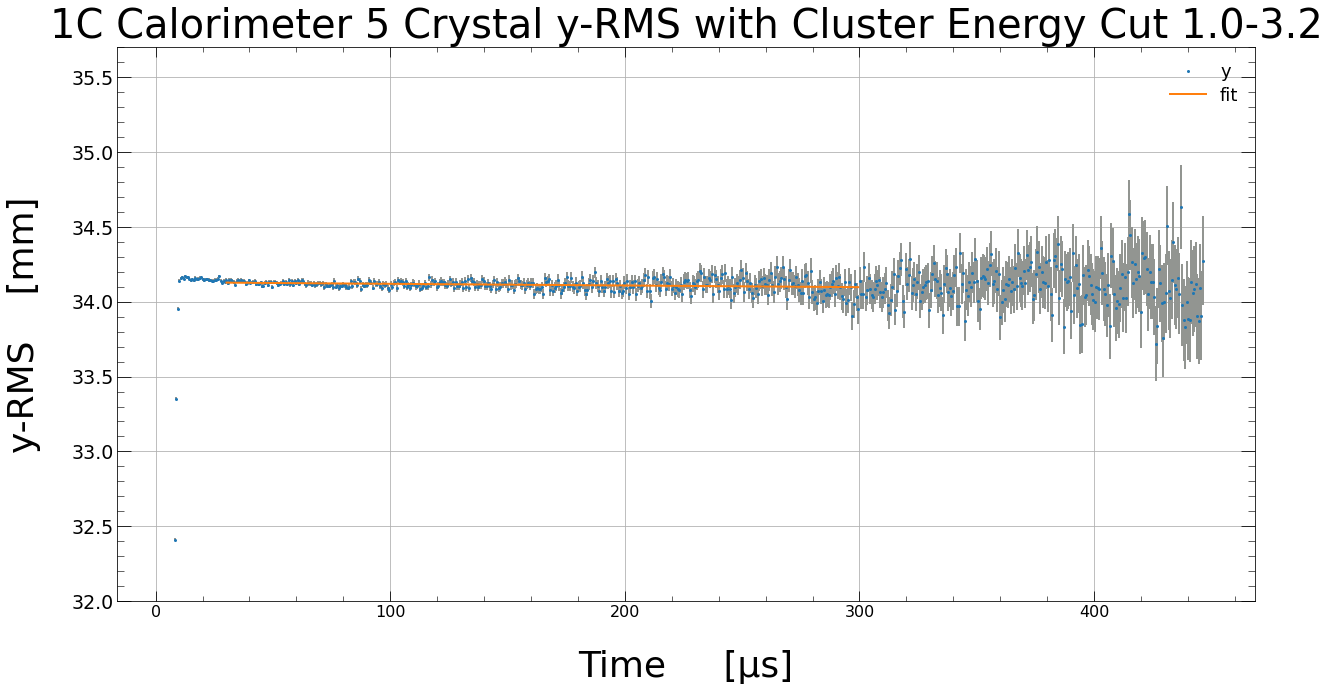 1C Calorimeter 5 Crystal y-RMS with Cluster Energy Cut 1.0-3.2
y
fit
35.5
35.0
34.5
34.0
33.5
33.0
32.5
32.0
y-RMS [mm]
0 100 200 300 400
Time [µs]